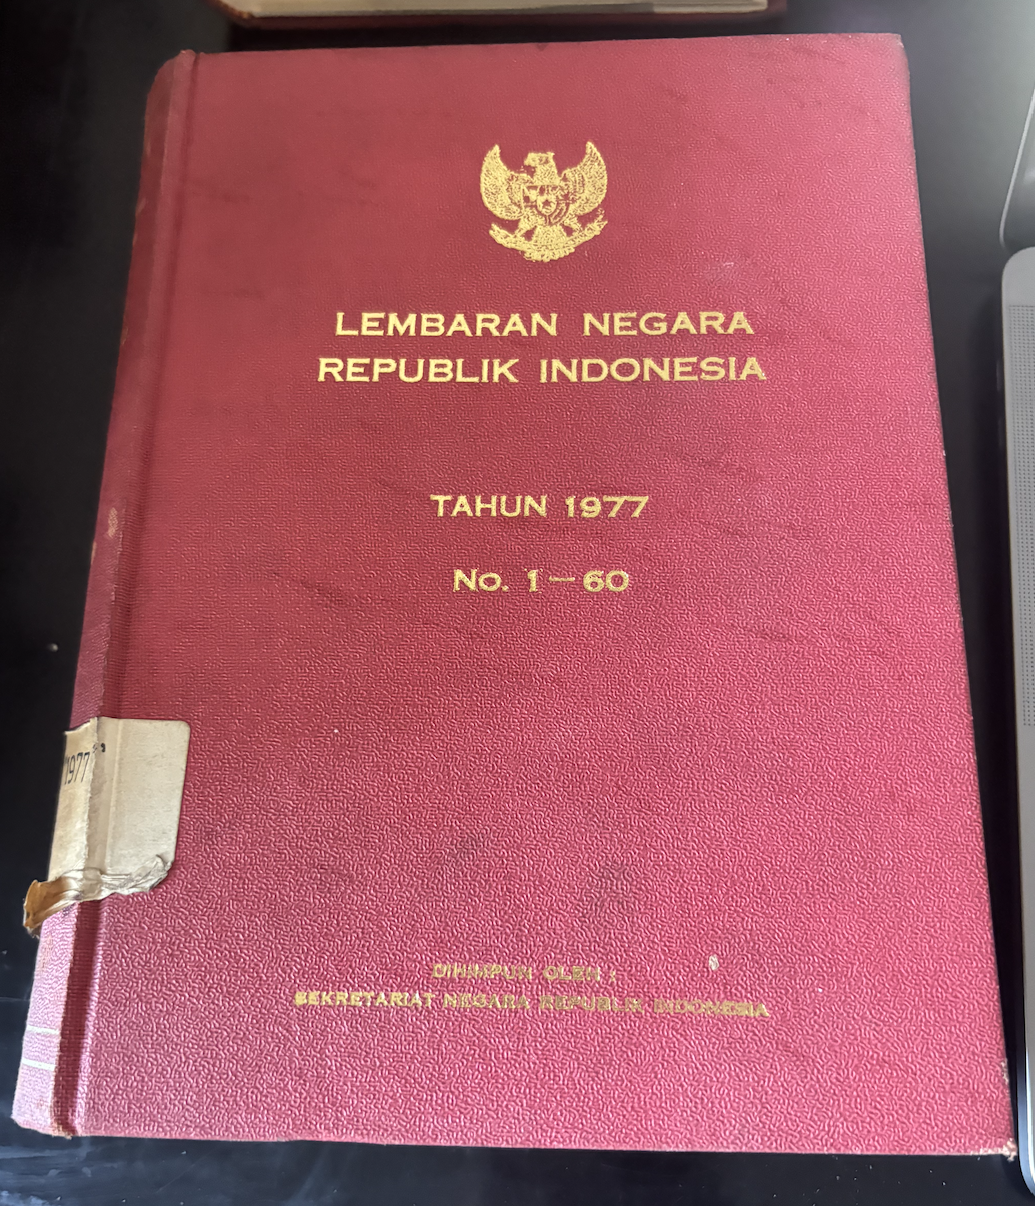 LEMBARAN NEGARA
REPUBLIK INDONESIA
TAHUN 1977
No. 1 — 60
1977
DIHIMPUN OLEH :
SEKRETARIAT NEGARA REPUBLIK INDONESIA